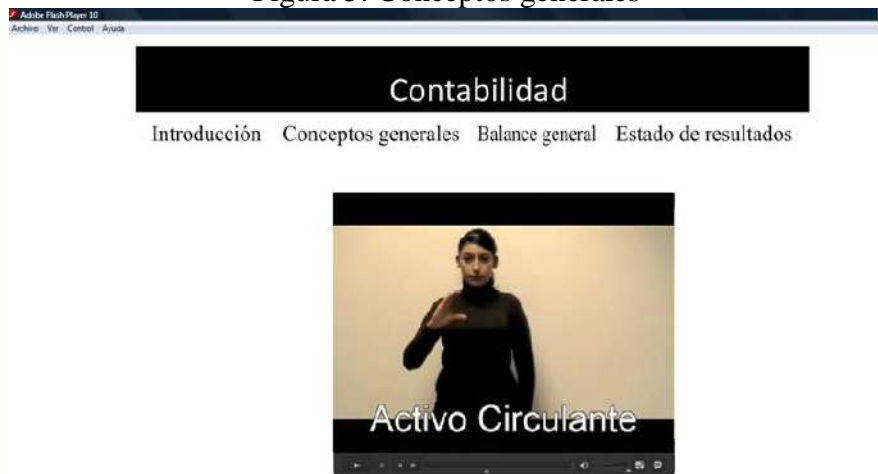 Figura 3. Conceptos generales
Adobe Flash Player 10
Archivo Ver Control Ayuda
Contabilidad
Introducción Conceptos generales Balance general Estado de resultados
Activo Circulante